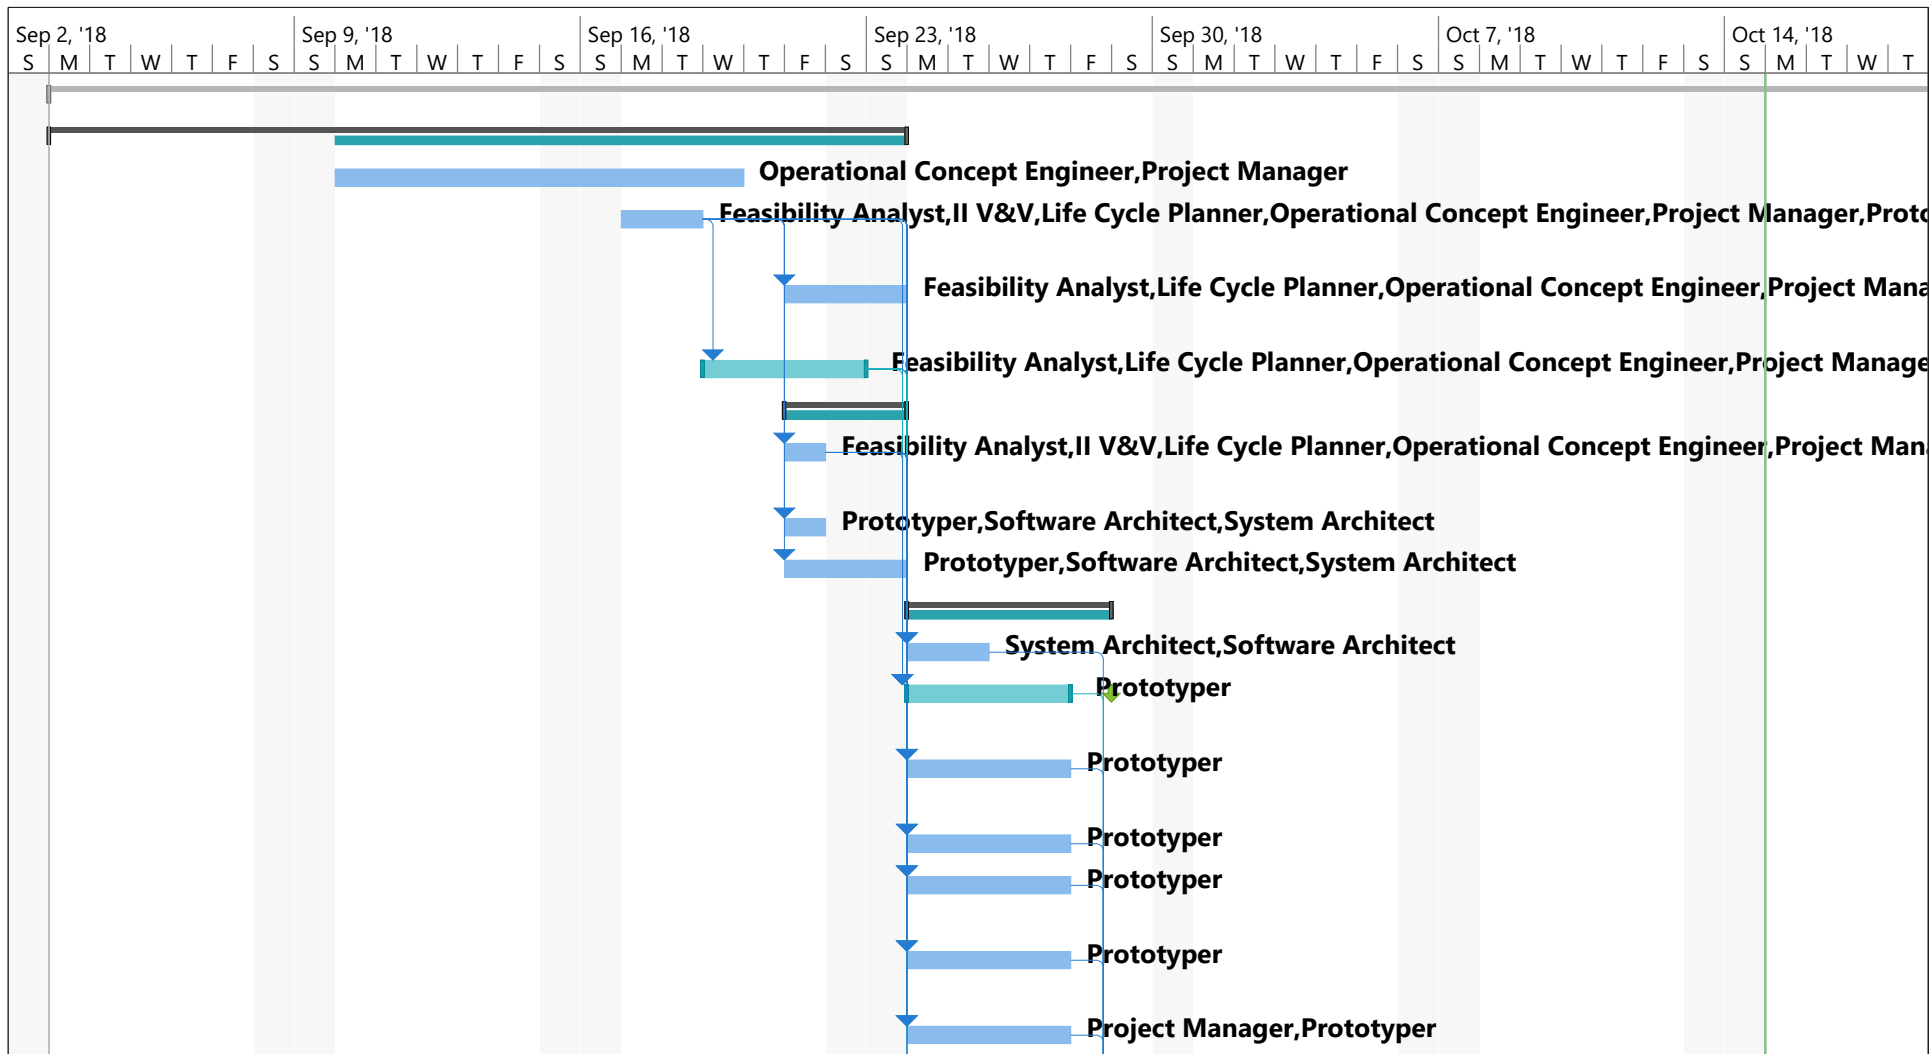 Sep 2, '18 Sep 9, '18 Sep 16, '18 Sep 23, '18 Sep 30, '18 Oct 7, '18 Oct 14, '18
S M T W T F S S M T W T F S S M T W T F S S M T W T F S S M T W T F S S M T W T F S S M T W T
Operational Concept Engineer,Project Manager
Feasibility Analyst,II V&V,Life Cycle Planner,Operational Concept Engineer,Project Manager,Proto
Feasibility Analyst,Life Cycle Planner,Operational Concept Engineer,Project Mana
Feasibility Analyst,Life Cycle Planner,Operational Concept Engineer,Project Manage
Feasibility Analyst,II V&V,Life Cycle Planner,Operational Concept Engineer,Project Man
Prototyper,Software Architect,System Architect
Prototyper,Software Architect,System Architect
System Architect,Software Architect
Prototyper
Prototyper
Prototyper
Prototyper
Prototyper
Project Manager,Prototyper